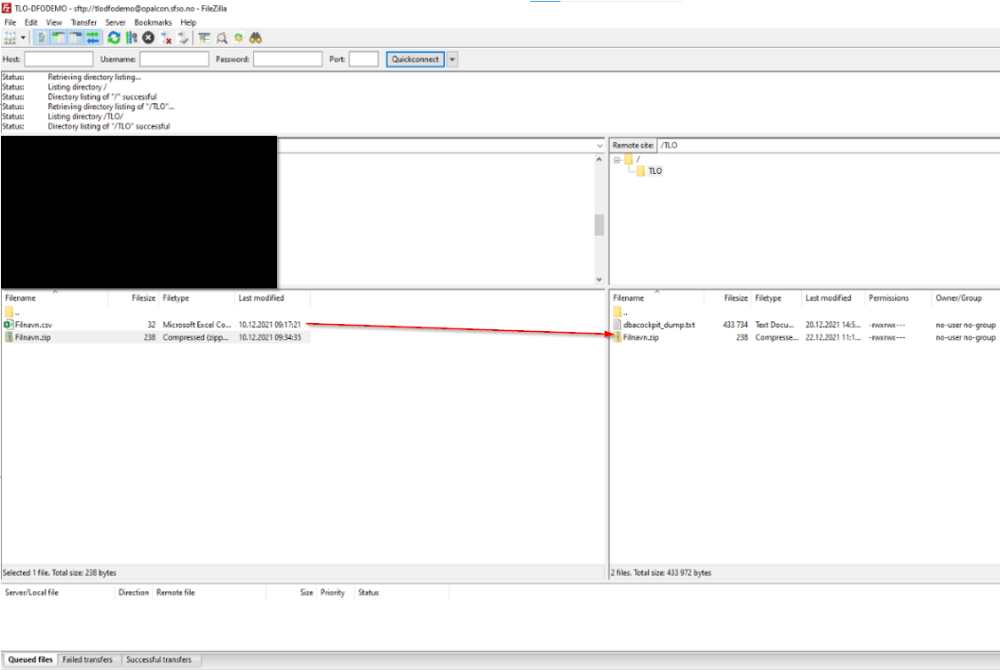 TLO-DFODEMO - sftp://tlodfodemo@opalcon.sfso.no - FileZilla
File Edit View Transfer Server Bookmarks Help
Host: Username: Password: Port: Quickconnect
Status: Retrieving directory listing...
Status: Listing directory /
Status: Directory listing of "/" successful
Status: Retrieving directory listing of "/TLO"...
Status: Listing directory /TLO/
Status: Directory listing of "/TLO" successful
Remote site: /TLO
/
TLO
Filename Filesize Filetype Last modified
..
Filnavn.csv 32 Microsoft Excel Co... 10.12.2021 09:17:21
Filnavn.zip 238 Compressed (zipp... 10.12.2021 09:34:35
Selected 1 file. Total size: 238 bytes
Filename Filesize Filetype Last modified Permissions Owner/Group
..
dbacockpit_dump.txt 433 734 Text Docu... 20.12.2021 14:5... -rwxrwx--- no-user no-group
Filnavn.zip 238 Compresse... 22.12.2021 11:1... -rwxrwx--- no-user no-group
2 files. Total size: 433 972 bytes
Server/Local file Direction Remote file Size Priority Status
Queued files Failed transfers Successful transfers